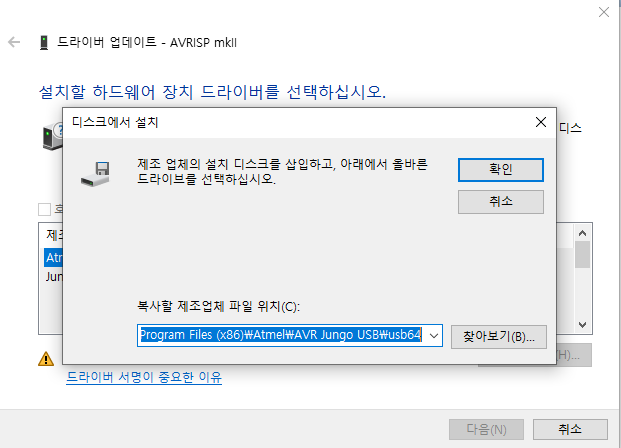 드라이버 업데이트 - AVRISP mkII
설치할 하드웨어 장치 드라이버를 선택하십시오.
디스크에서 설치
디스
제조 업체의 설치 디스크를 삽입하고, 아래에서 올바른
드라이브를 선택하십시오.
확인
취소
제조
Atm
Jun
복사할 제조업체 파일 위치(C):
Program Files (x86)\Atmel\AVR Jungo USB\usb64
찾아보기(B)...
(H)...
드라이버 서명이 중요한 이유
다음(N)
취소